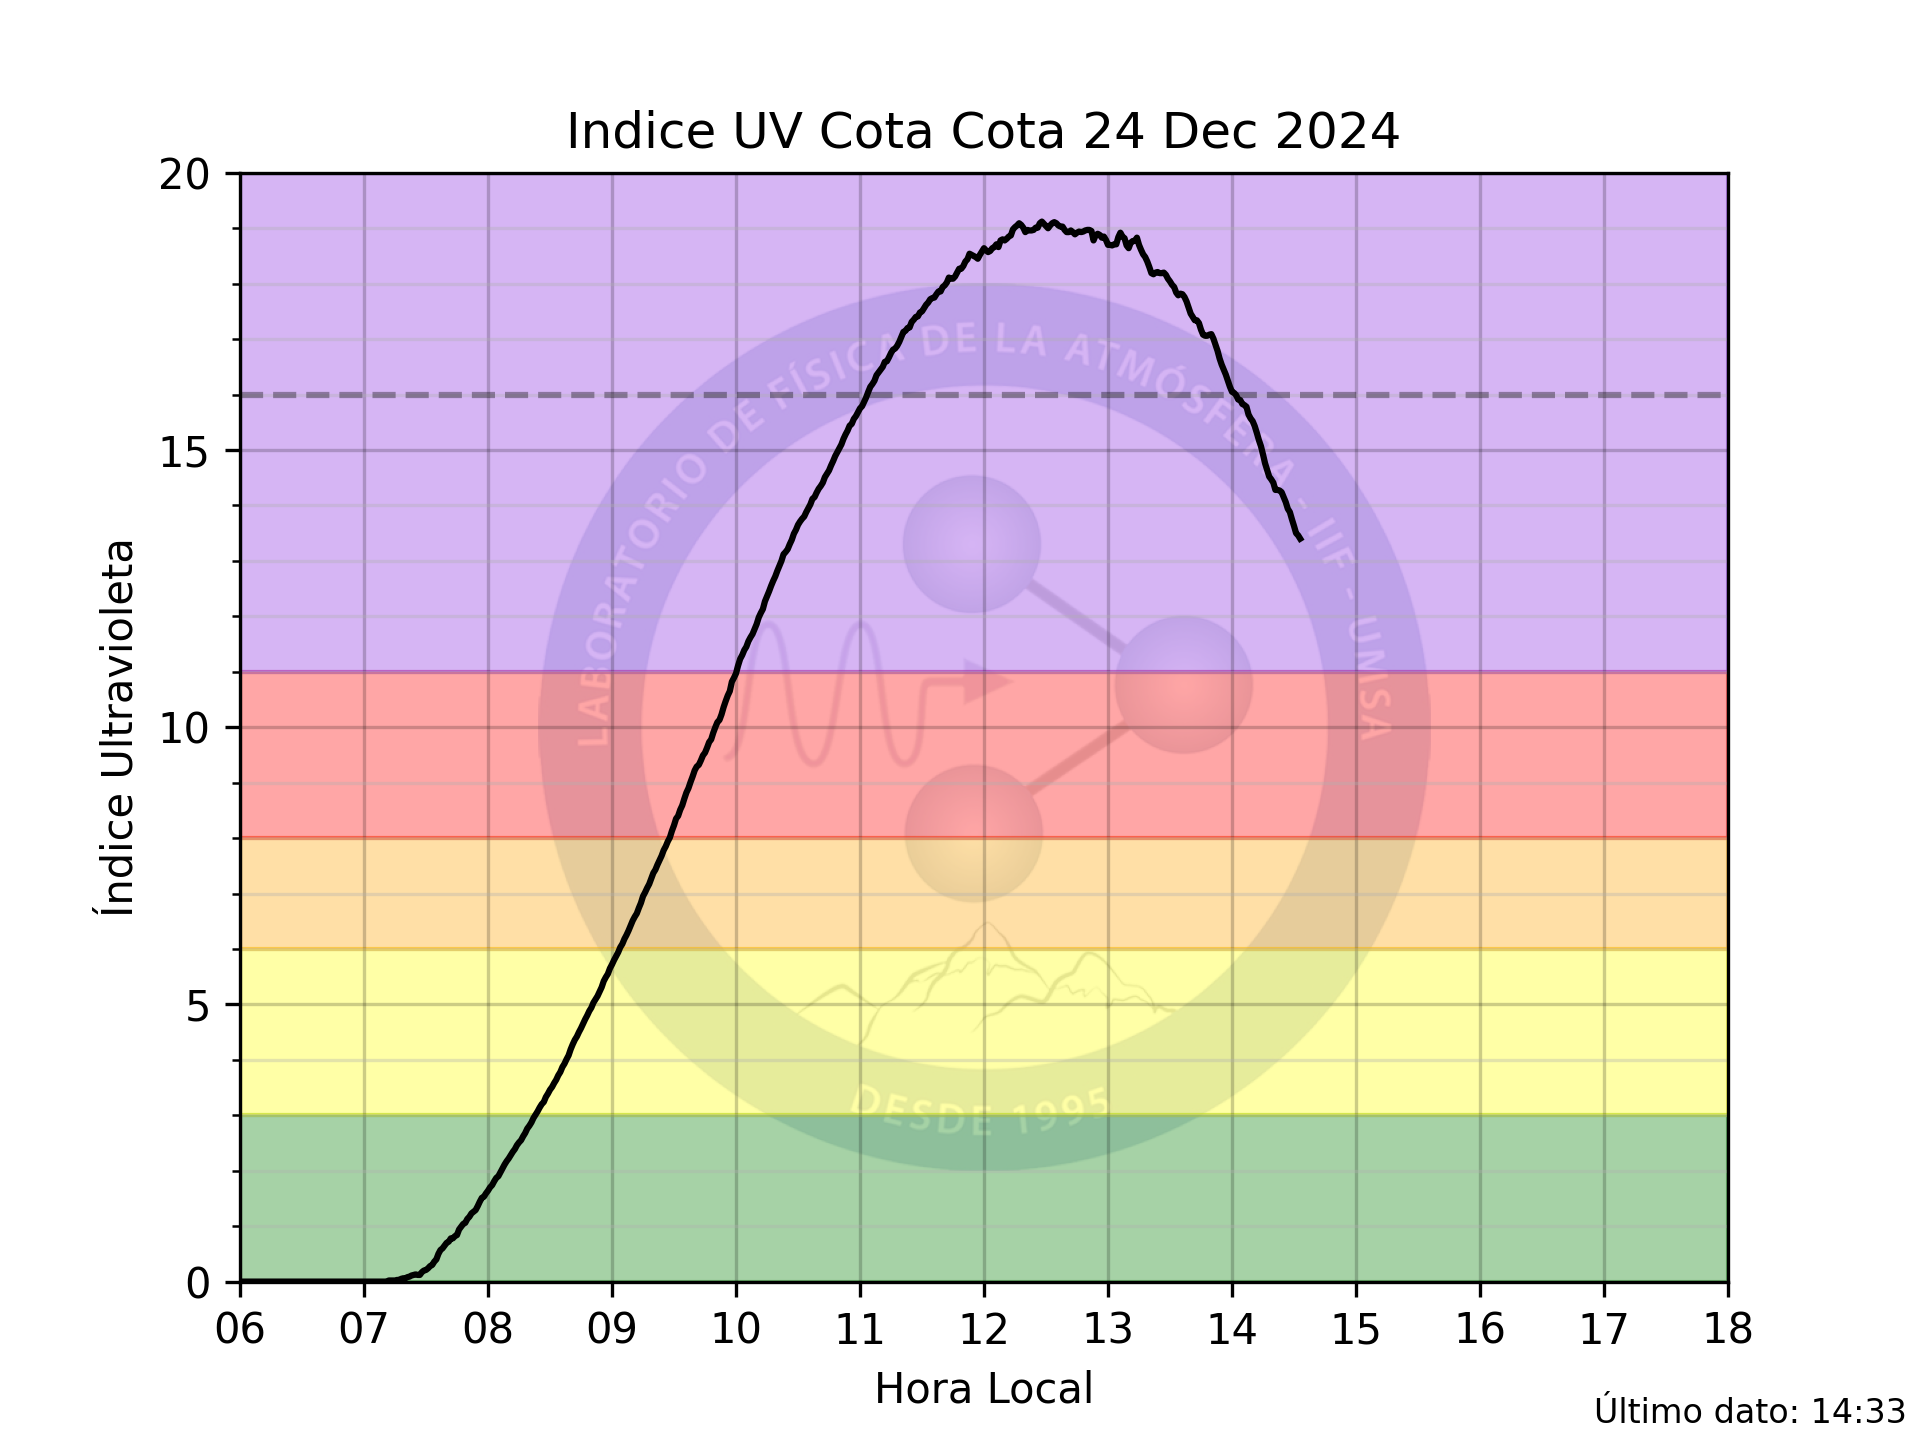 Indice UV Cota Cota 24 Dec 2024
20
15
10
5
0
Índice Ultravioleta
LABORATORIO DE FÍSICA DE LA ATMÓSFERA - IIF - UMSA
DESDE 1995
06 07 08 09 10 11 12 13 14 15 16 17 18
Hora Local
Último dato: 14:33